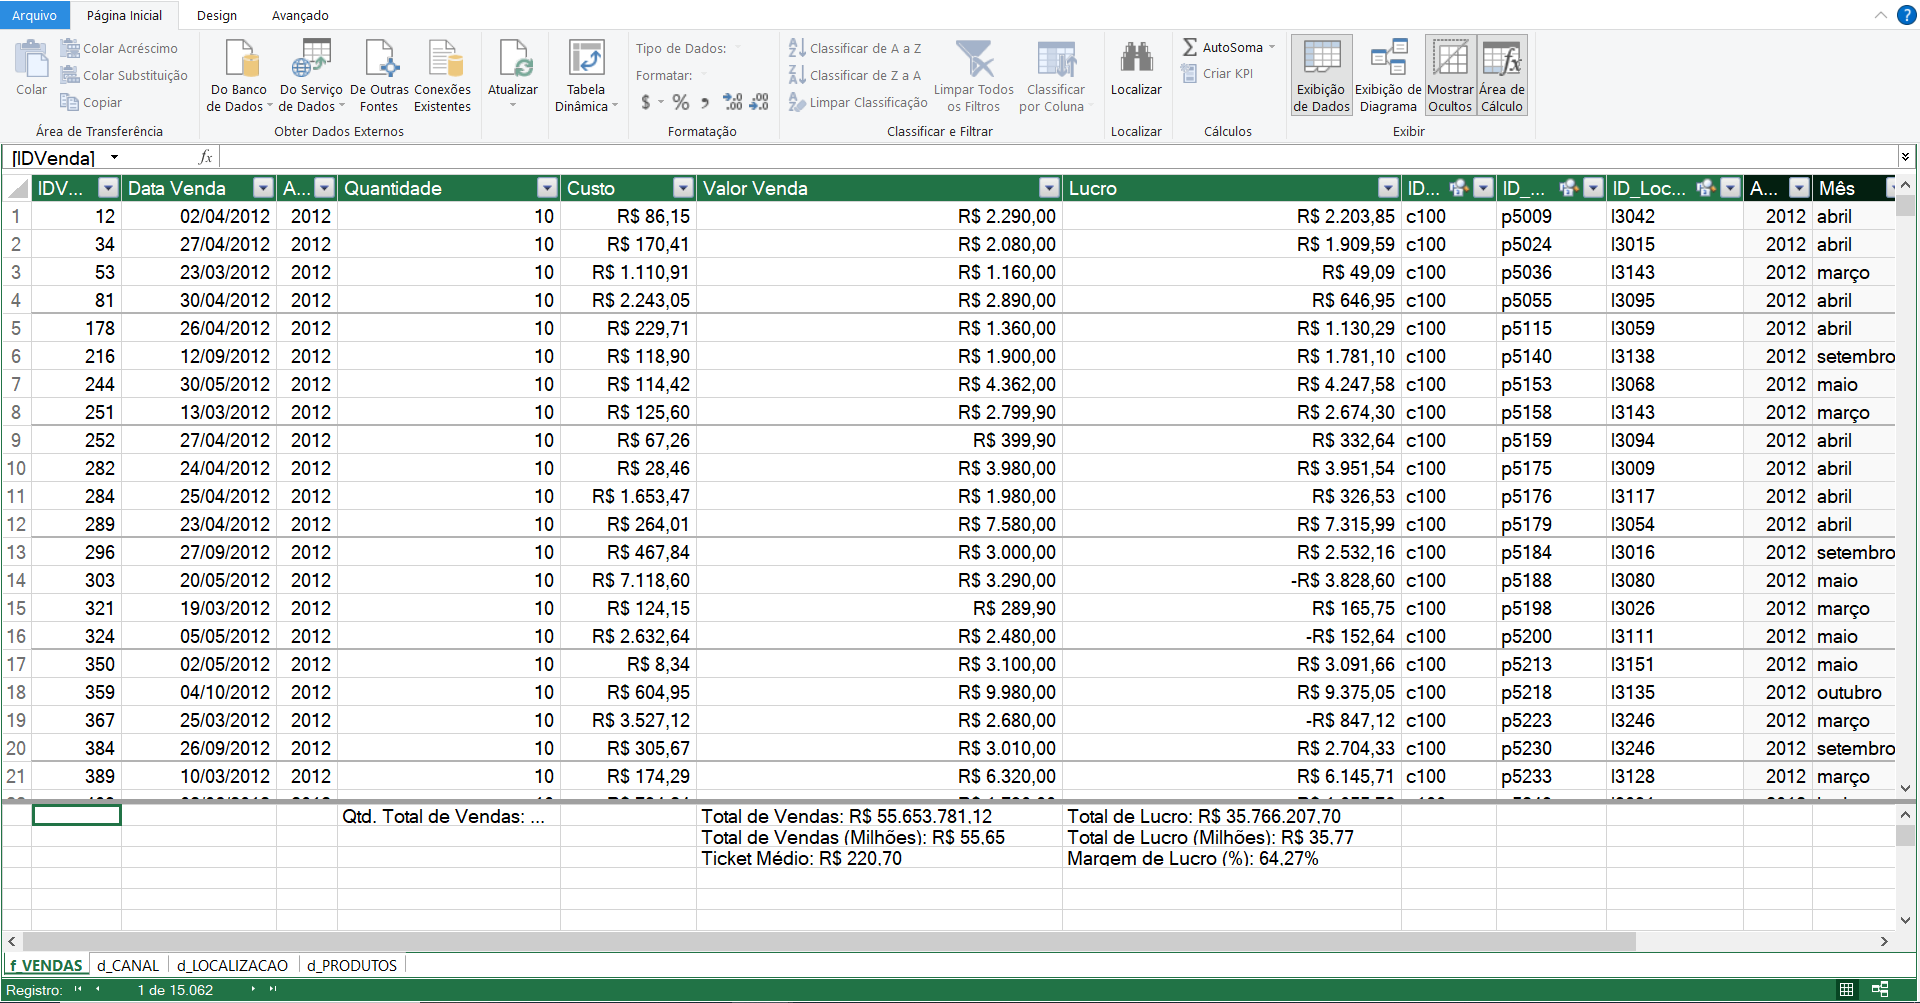 Arquivo Página Inicial Design Avançado
Colar
Colar Acréscimo
Colar Substituição
Copiar
Área de Transferência
Do Banco de Dados
Do Serviço de Dados
De Outras Fontes
Conexões Existentes
Obter Dados Externos
Atualizar
Tabela Dinâmica
Tipo de Dados:
Formatar:
$ % ,00 ,00
Formatação
Classificar de A a Z
Classificar de Z a A
Limpar Classificação
Limpar Todos os Filtros
Classificar por Coluna
Classificar e Filtrar
Localizar
Localizar
AutoSoma
Criar KPI
Cálculos
Exibição de Dados
Exibição de Diagrama
Mostrar Ocultos
Área de Cálculo
Exibir
[IDVenda] fx
IDV... Data Venda A... Quantidade Custo Valor Venda Lucro ID... ID_... ID_Loc... A... Mês
1 12 02/04/2012 2012 10 R$ 86,15 R$ 2.290,00 R$ 2.203,85 c100 p5009 l3042 2012 abril
2 34 27/04/2012 2012 10 R$ 170,41 R$ 2.080,00 R$ 1.909,59 c100 p5024 l3015 2012 abril
3 53 23/03/2012 2012 10 R$ 1.110,91 R$ 1.160,00 R$ 49,09 c100 p5036 l3143 2012 março
4 81 30/04/2012 2012 10 R$ 2.243,05 R$ 2.890,00 R$ 646,95 c100 p5055 l3095 2012 abril
5 178 26/04/2012 2012 10 R$ 229,71 R$ 1.360,00 R$ 1.130,29 c100 p5115 l3059 2012 abril
6 216 12/09/2012 2012 10 R$ 118,90 R$ 1.900,00 R$ 1.781,10 c100 p5140 l3138 2012 setembro
7 244 30/05/2012 2012 10 R$ 114,42 R$ 4.362,00 R$ 4.247,58 c100 p5153 l3068 2012 maio
8 251 13/03/2012 2012 10 R$ 125,60 R$ 2.799,90 R$ 2.674,30 c100 p5158 l3143 2012 março
9 252 27/04/2012 2012 10 R$ 67,26 R$ 399,90 R$ 332,64 c100 p5159 l3094 2012 abril
10 282 24/04/2012 2012 10 R$ 28,46 R$ 3.980,00 R$ 3.951,54 c100 p5175 l3009 2012 abril
11 284 25/04/2012 2012 10 R$ 1.653,47 R$ 1.980,00 R$ 326,53 c100 p5176 l3117 2012 abril
12 289 23/04/2012 2012 10 R$ 264,01 R$ 7.580,00 R$ 7.315,99 c100 p5179 l3054 2012 abril
13 296 27/09/2012 2012 10 R$ 467,84 R$ 3.000,00 R$ 2.532,16 c100 p5184 l3016 2012 setembro
14 303 20/05/2012 2012 10 R$ 7.118,60 R$ 3.290,00 -R$ 3.828,60 c100 p5188 l3080 2012 maio
15 321 19/03/2012 2012 10 R$ 124,15 R$ 289,90 R$ 165,75 c100 p5198 l3026 2012 março
16 324 05/05/2012 2012 10 R$ 2.632,64 R$ 2.480,00 -R$ 152,64 c100 p5200 l3111 2012 maio
17 350 02/05/2012 2012 10 R$ 8,34 R$ 3.100,00 R$ 3.091,66 c100 p5213 l3151 2012 maio
18 359 04/10/2012 2012 10 R$ 604,95 R$ 9.980,00 R$ 9.375,05 c100 p5218 l3135 2012 outubro
19 367 25/03/2012 2012 10 R$ 3.527,12 R$ 2.680,00 -R$ 847,12 c100 p5223 l3246 2012 março
20 384 26/09/2012 2012 10 R$ 305,67 R$ 3.010,00 R$ 2.704,33 c100 p5230 l3246 2012 setembro
21 389 10/03/2012 2012 10 R$ 174,29 R$ 6.320,00 R$ 6.145,71 c100 p5233 l3128 2012 março
Qtd. Total de Vendas: ... Total de Vendas: R$ 55.653.781,12 Total de Lucro: R$ 35.766.207,70
Total de Vendas (Milhões): R$ 55,65 Total de Lucro (Milhões): R$ 35,77
Ticket Médio: R$ 220,70 Margem de Lucro (%): 64,27%
f_VENDAS d_CANAL d_LOCALIZACAO d_PRODUTOS
Registro: 1 de 15.062